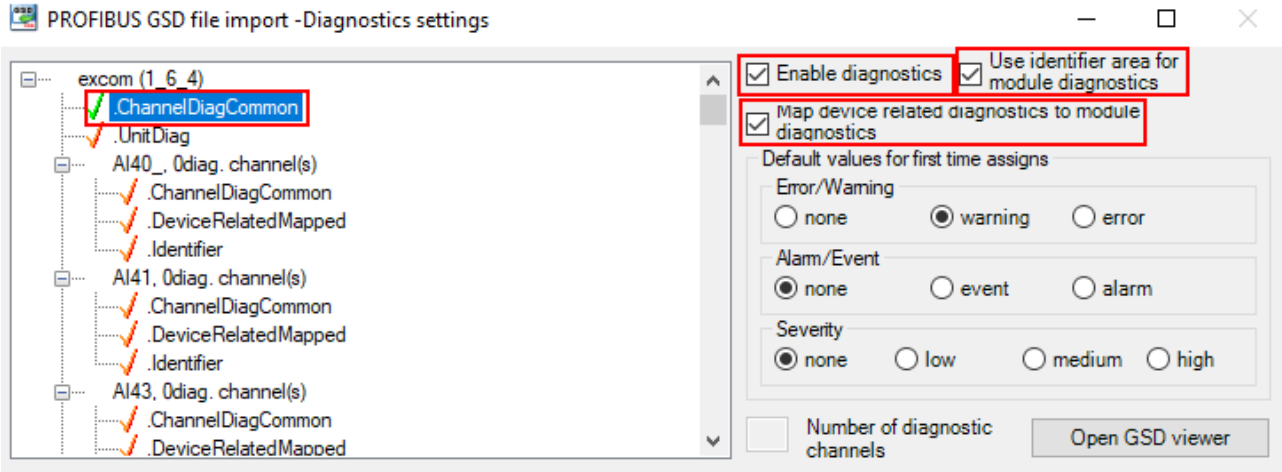 PROFIBUS GSD file import -Diagnostics settings
excom (1_6_4)
.ChannelDiagCommon
.UnitDiag
AI40_, 0diag. channel(s)
.ChannelDiagCommon
.DeviceRelatedMapped
.Identifier
AI41, 0diag. channel(s)
.ChannelDiagCommon
.DeviceRelatedMapped
.Identifier
AI43, 0diag. channel(s)
.ChannelDiagCommon
.DeviceRelatedMapped
Enable diagnostics
Use identifier area for
module diagnostics
Map device related diagnostics to module
diagnostics
Default values for first time assigns
Error/Warning
none warning error
Alarm/Event
none event alarm
Severity
none low medium high
Number of diagnostic
channels
Open GSD viewer